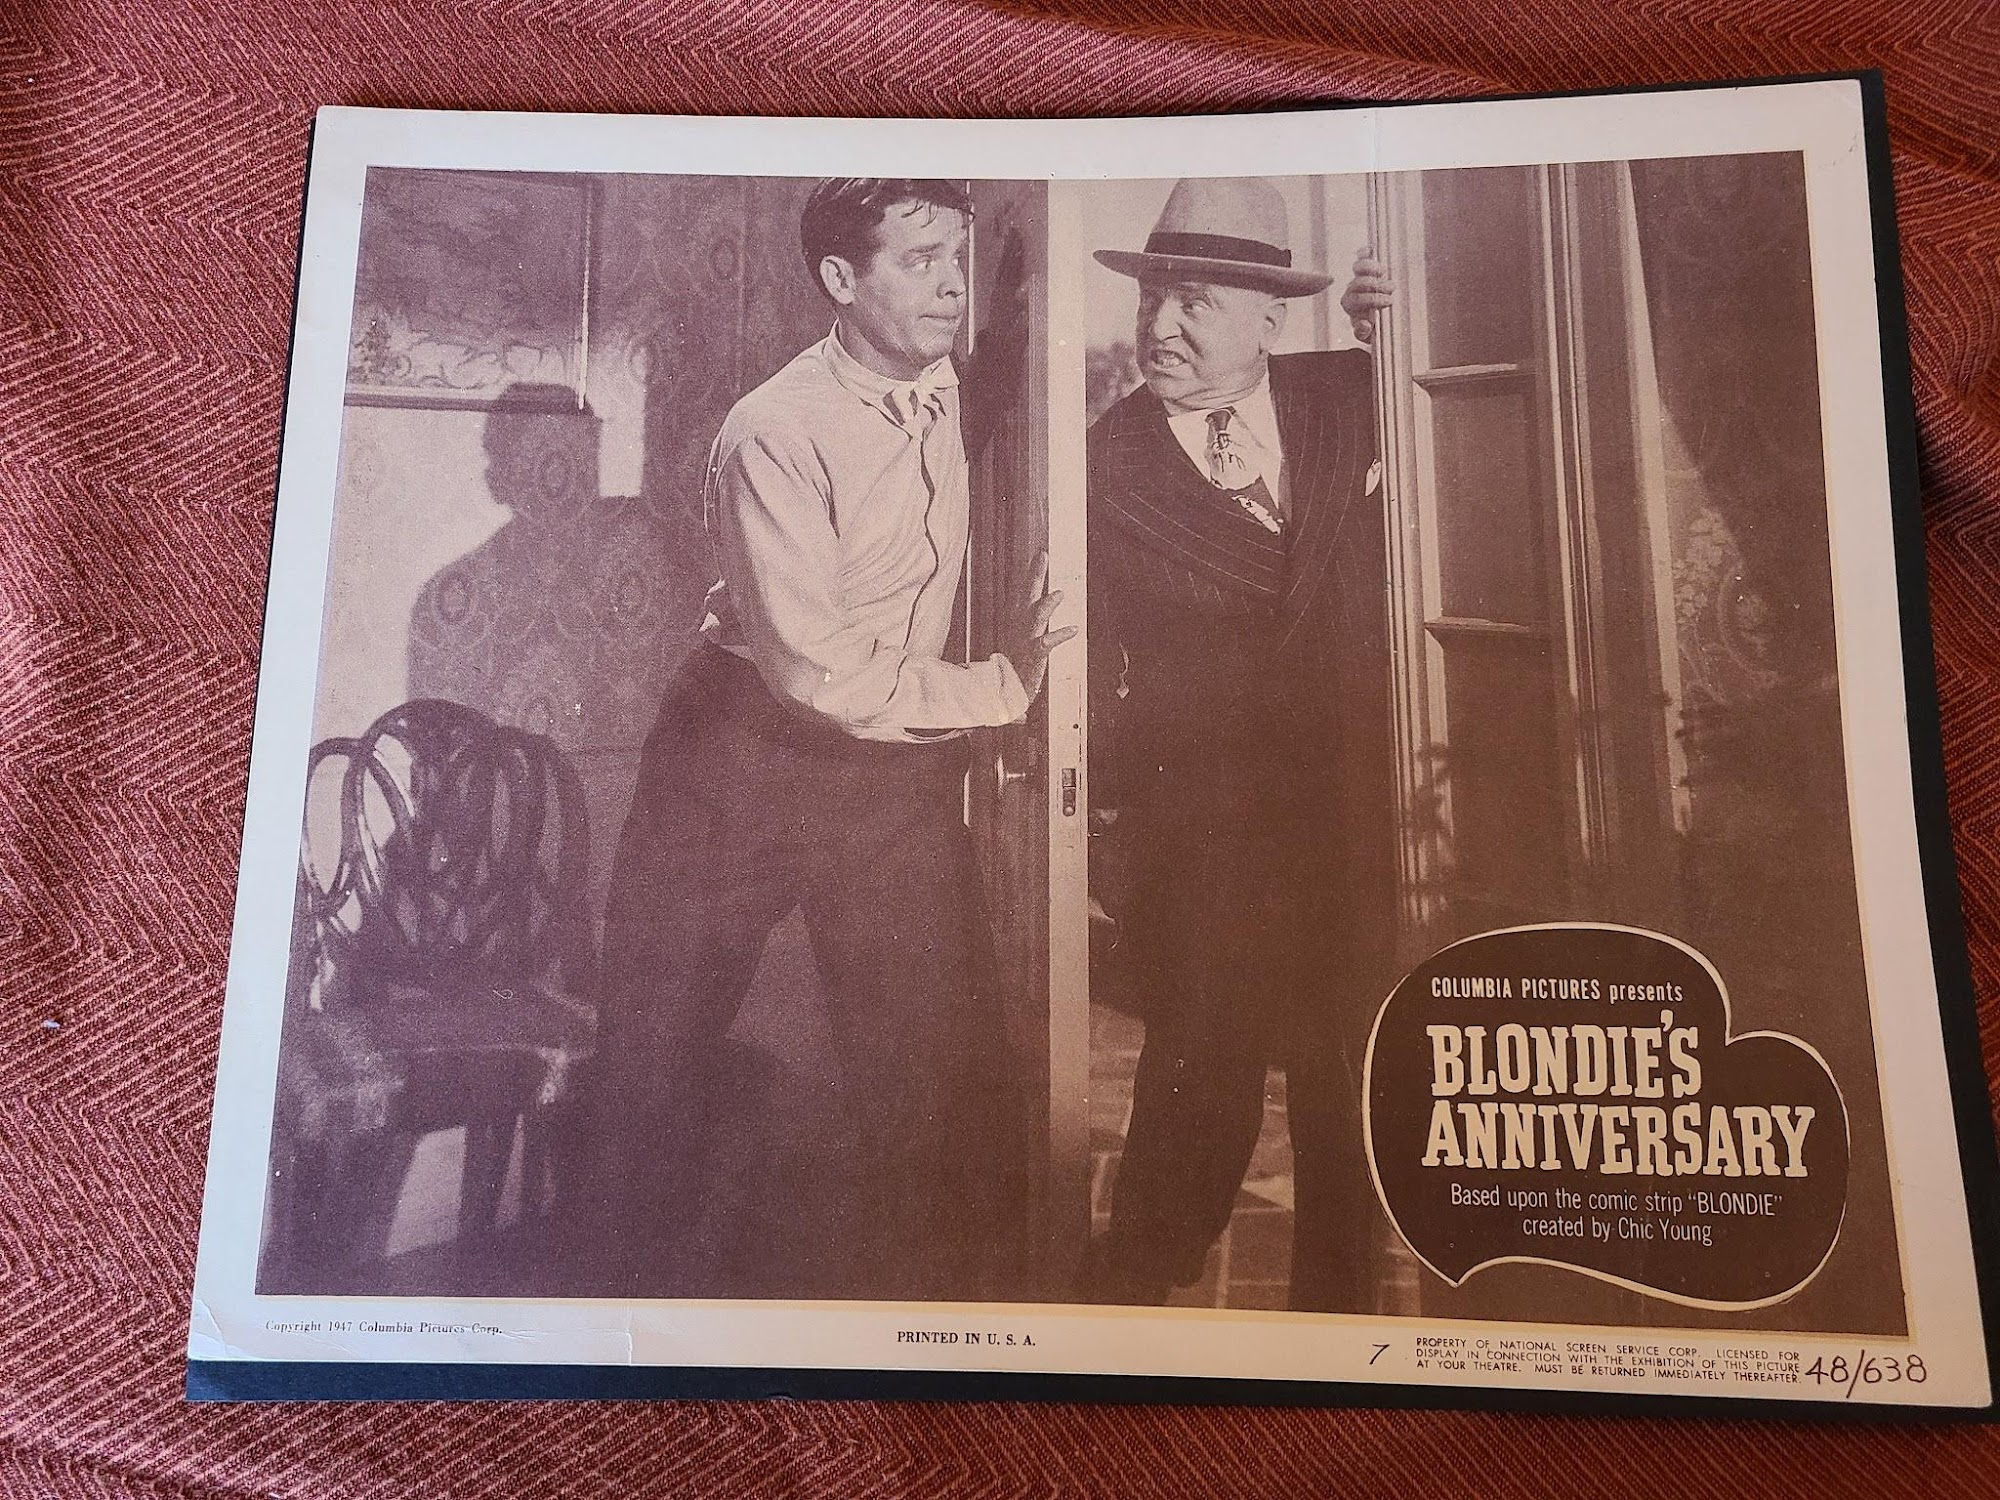 COLUMBIA PICTURES presents
BLONDIE'S
ANNIVERSARY
Based upon the comic strip "BLONDIE"
created by Chic Young
Copyright 1947 Columbia Pictures Corp.
PRINTED IN U. S. A.
7
PROPERTY OF NATIONAL SCREEN SERVICE CORP. LICENSED FOR
DISPLAY IN CONNECTION WITH THE EXHIBITION OF THIS PICTURE
AT YOUR THEATRE. MUST BE RETURNED IMMEDIATELY THEREAFTER.
48/638